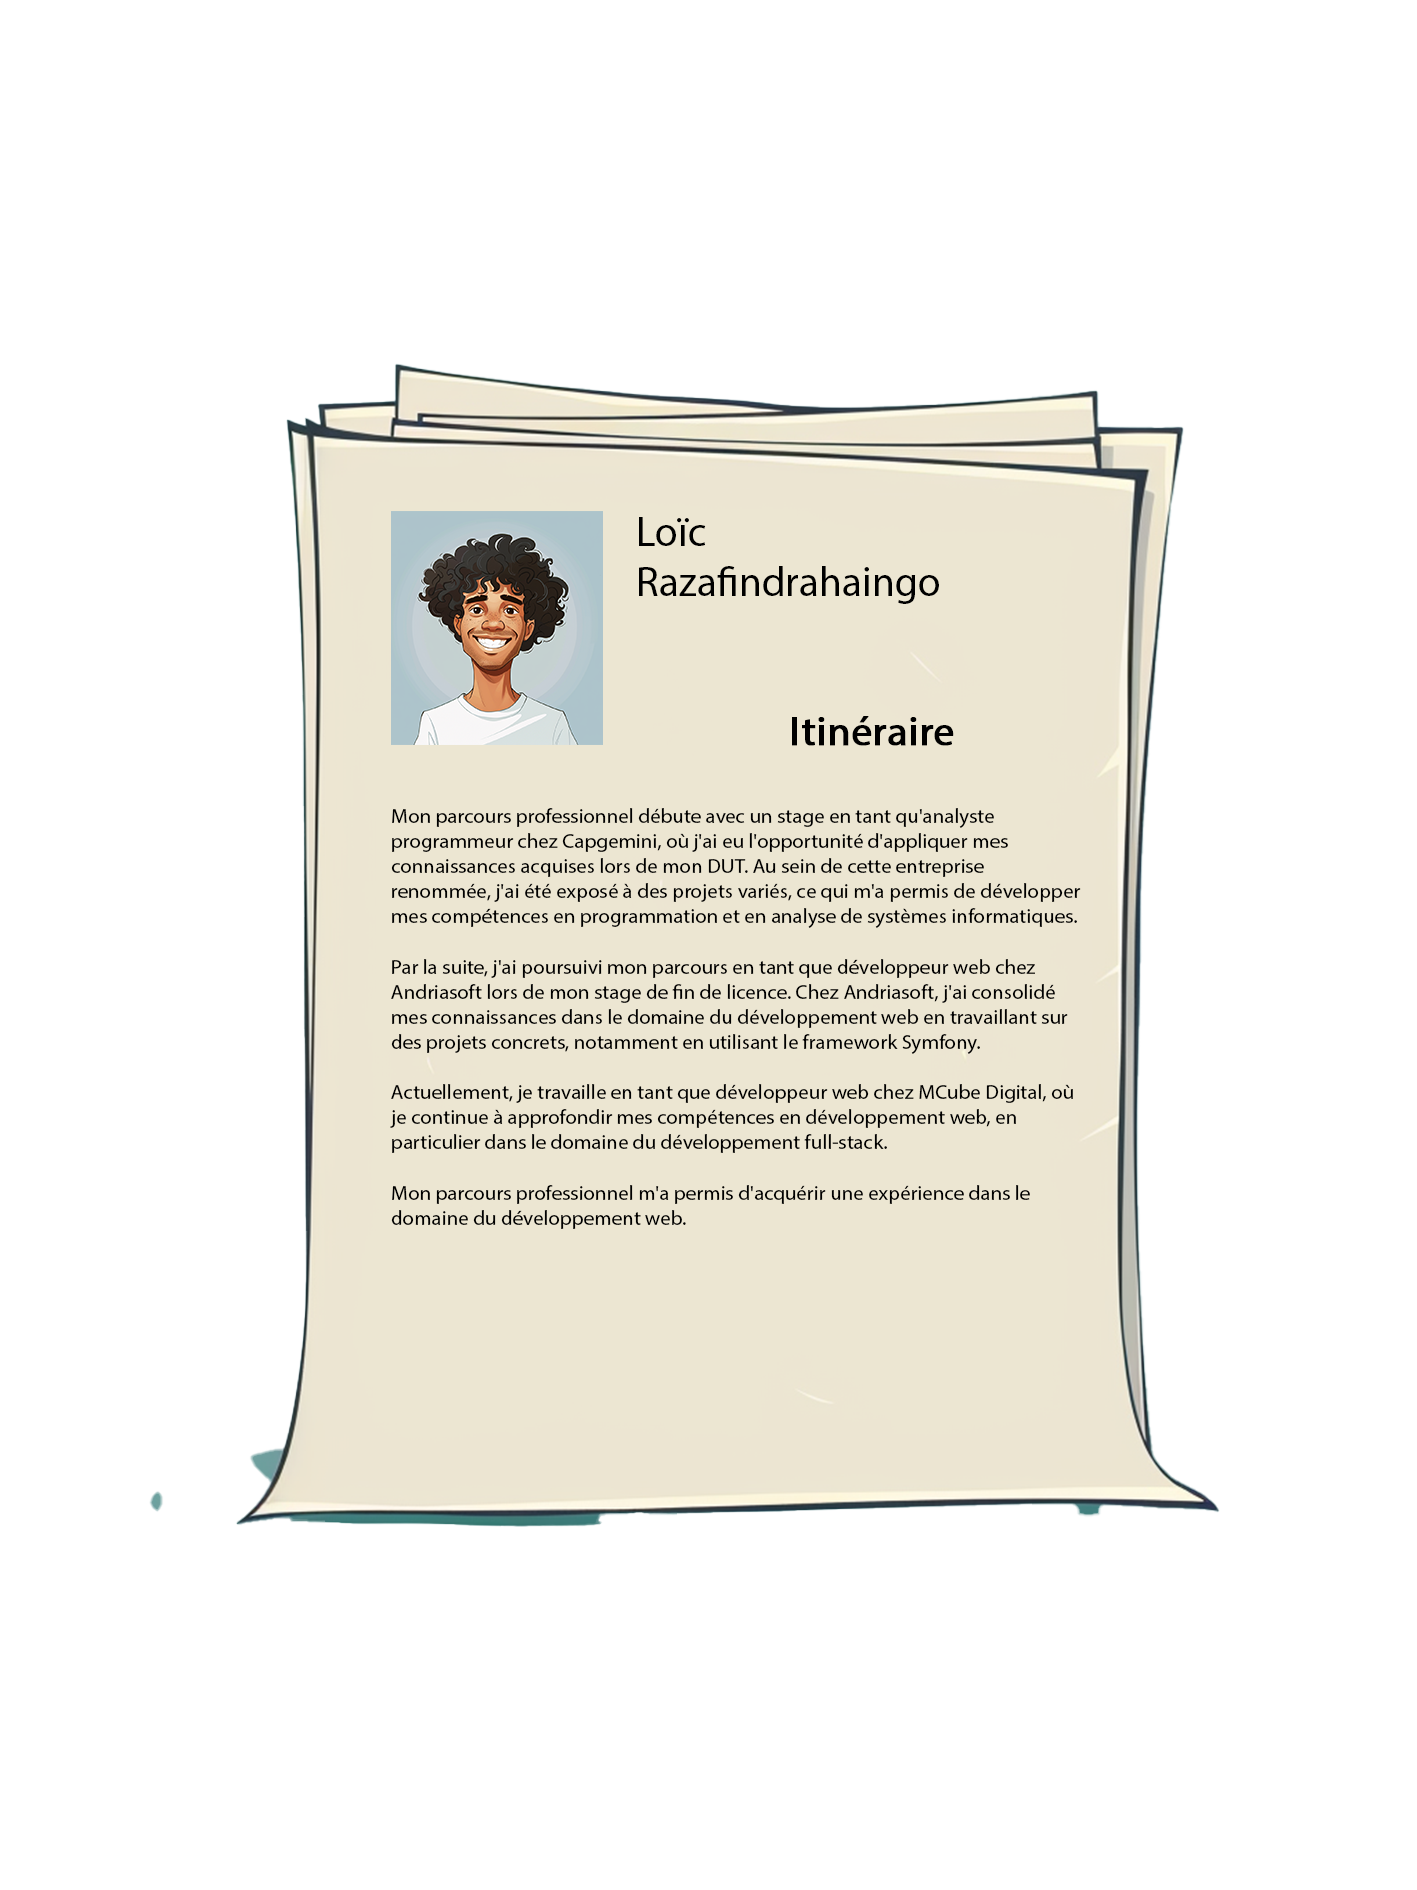 Loïc
Razafindrahaingo
Itinéraire
Mon parcours professionnel débute avec un stage en tant qu'analyste
programmeur chez Capgemini, où j'ai eu l'opportunité d'appliquer mes
connaissances acquises lors de mon DUT. Au sein de cette entreprise
renommée, j'ai été exposé à des projets variés, ce qui m'a permis de développer
mes compétences en programmation et en analyse de systèmes informatiques.
Par la suite, j'ai poursuivi mon parcours en tant que développeur web chez
Andriasoft lors de mon stage de fin de licence. Chez Andriasoft, j'ai consolidé
mes connaissances dans le domaine du développement web en travaillant sur
des projets concrets, notamment en utilisant le framework Symfony.
Actuellement, je travaille en tant que développeur web chez MCube Digital, où
je continue à approfondir mes compétences en développement web, en
particulier dans le domaine du développement full-stack.
Mon parcours professionnel m'a permis d'acquérir une expérience dans le
domaine du développement web.